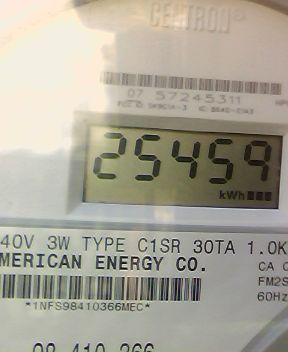 CENTRON®
07 57245311
25459
kWh
40V 3W TYPE C1SR 30TA 1.0K
MERICAN ENERGY CO.
CA
FM2S
*1NFS98410366MEC*
60Hz